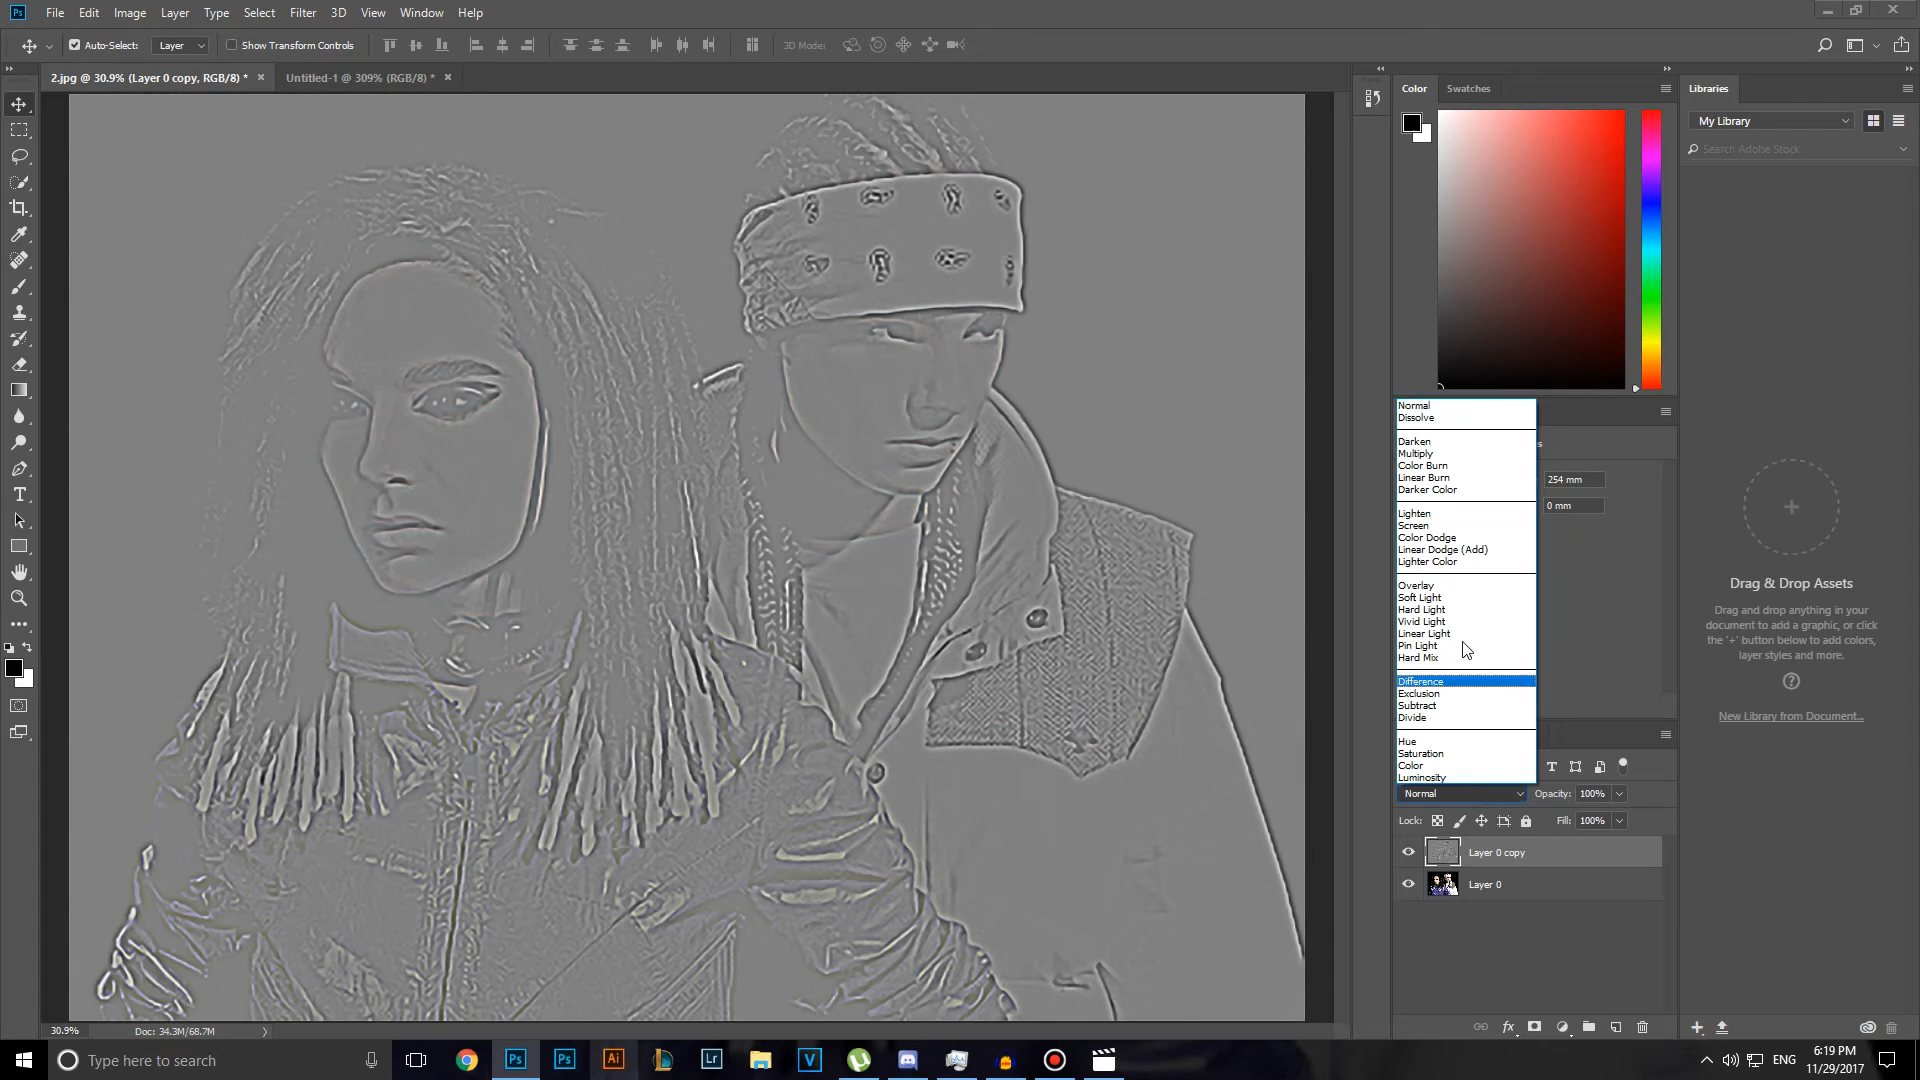 Ps File Edit Image Layer Type Select Filter 3D View Window Help
Auto-Select: Layer Show Transform Controls 3D Mode:
2.jpg @ 30.9% (Layer 0 copy, RGB/8) * × Untitled-1 @ 309% (RGB/8) * ×
Color Swatches
Libraries
My Library
Search Adobe Stock
Normal
Dissolve
Darken
Multiply
Color Burn
Linear Burn
Darker Color
Lighten
Screen
Color Dodge
Linear Dodge (Add)
Lighter Color
Overlay
Soft Light
Hard Light
Vivid Light
Linear Light
Pin Light
Hard Mix
Difference
Exclusion
Subtract
Divide
Hue
Saturation
Color
Luminosity
s
254 mm
0 mm
Drag & Drop Assets
Drag and drop anything in your
document to add a graphic, or click
the '+' button below to add colors,
layer styles and more.
New Library from Document...
Normal Opacity: 100%
Lock: Fill: 100%
Layer 0 copy
Layer 0
fx
30.9% Doc: 34.3M/68.7M
Type here to search
Ps Ps Ai Lr V
ENG
6:19 PM
11/29/2017